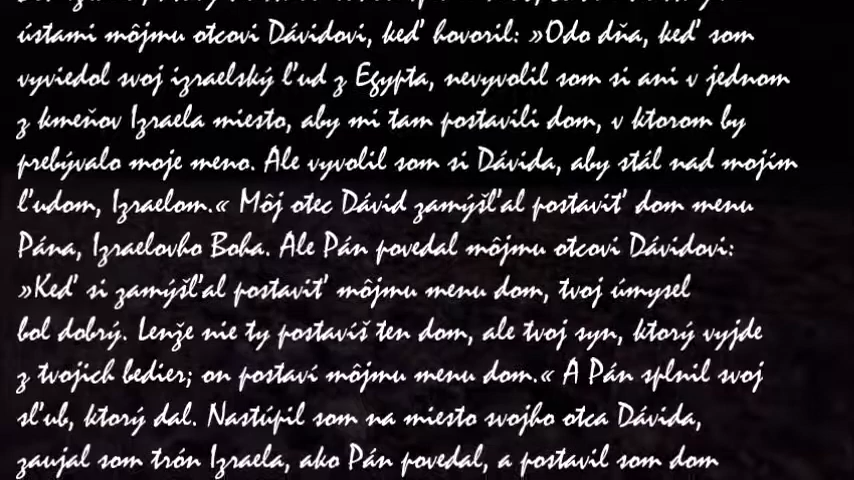 ústami môjmu otcovi Dávidovi, keď hovoril: »Odo dňa, keď som
vyviedol svoj izraelský ľud z Egypta, nevyvolil som si ani v jednom
z kmeňov Izraela miesto, aby mi tam postavili dom, v ktorom by
prebývalo moje meno. Ale vyvolil som si Dávida, aby stál nad mojím
ľudom, Izraelom.« Môj otec Dávid zamýšľal postaviť dom menu
Pána, Izraelovho Boha. Ale Pán povedal môjmu otcovi Dávidovi:
»Keď si zamýšľal postaviť môjmu menu dom, tvoj úmysel
bol dobrý. Lenže nie ty postavíš ten dom, ale tvoj syn, ktorý vyjde
z tvojich bedier; on postaví môjmu menu dom.« A Pán splnil svoj
sľub, ktorý dal. Nastúpil som na miesto svojho otca Dávida,
zaujal som trón Izraela, ako Pán povedal, a postavil som dom